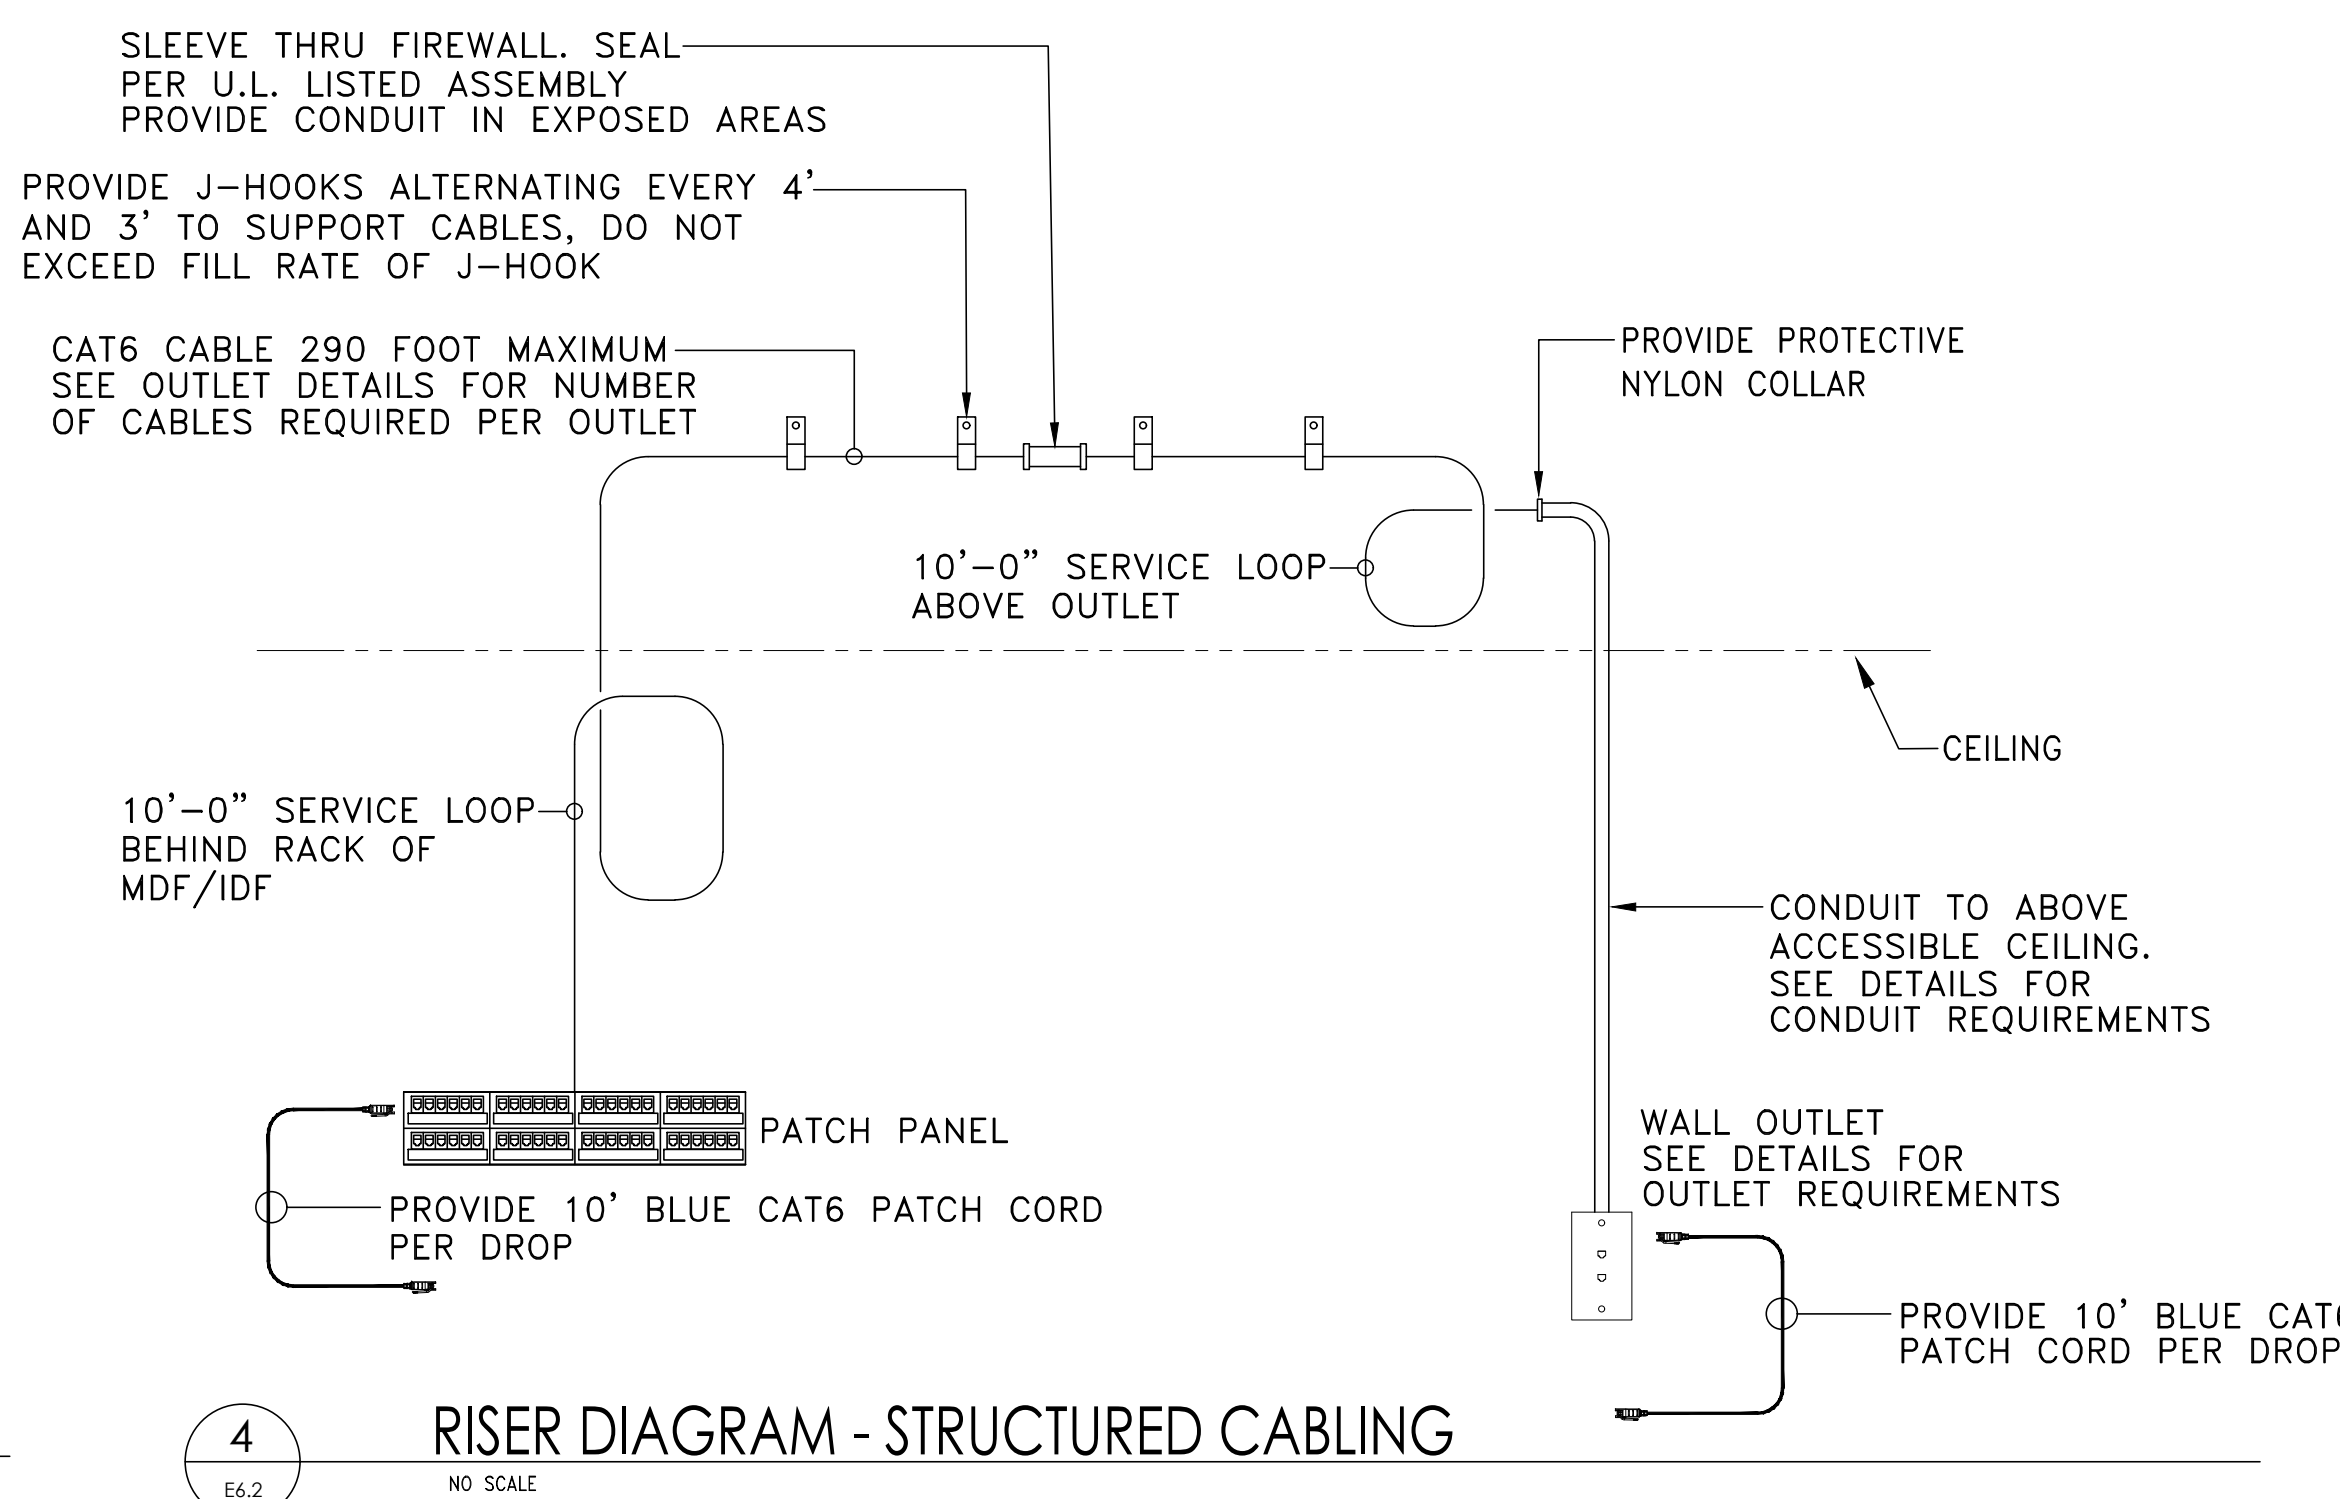 SLEEVE THRU FIREWALL. SEAL
PER U.L. LISTED ASSEMBLY
PROVIDE CONDUIT IN EXPOSED AREAS
PROVIDE J-HOOKS ALTERNATING EVERY 4'
AND 3' TO SUPPORT CABLES, DO NOT
EXCEED FILL RATE OF J-HOOK
CAT6 CABLE 290 FOOT MAXIMUM
SEE OUTLET DETAILS FOR NUMBER
OF CABLES REQUIRED PER OUTLET
PROVIDE PROTECTIVE
NYLON COLLAR
10'-0" SERVICE LOOP
ABOVE OUTLET
CEILING
10'-0" SERVICE LOOP
BEHIND RACK OF
MDF/IDF
CONDUIT TO ABOVE
ACCESSIBLE CEILING.
SEE DETAILS FOR
CONDUIT REQUIREMENTS
PATCH PANEL
WALL OUTLET
SEE DETAILS FOR
OUTLET REQUIREMENTS
PROVIDE 10' BLUE CAT6 PATCH CORD
PER DROP
PROVIDE 10' BLUE CAT6
PATCH CORD PER DROP
4
E6.2
RISER DIAGRAM - STRUCTURED CABLING
NO SCALE